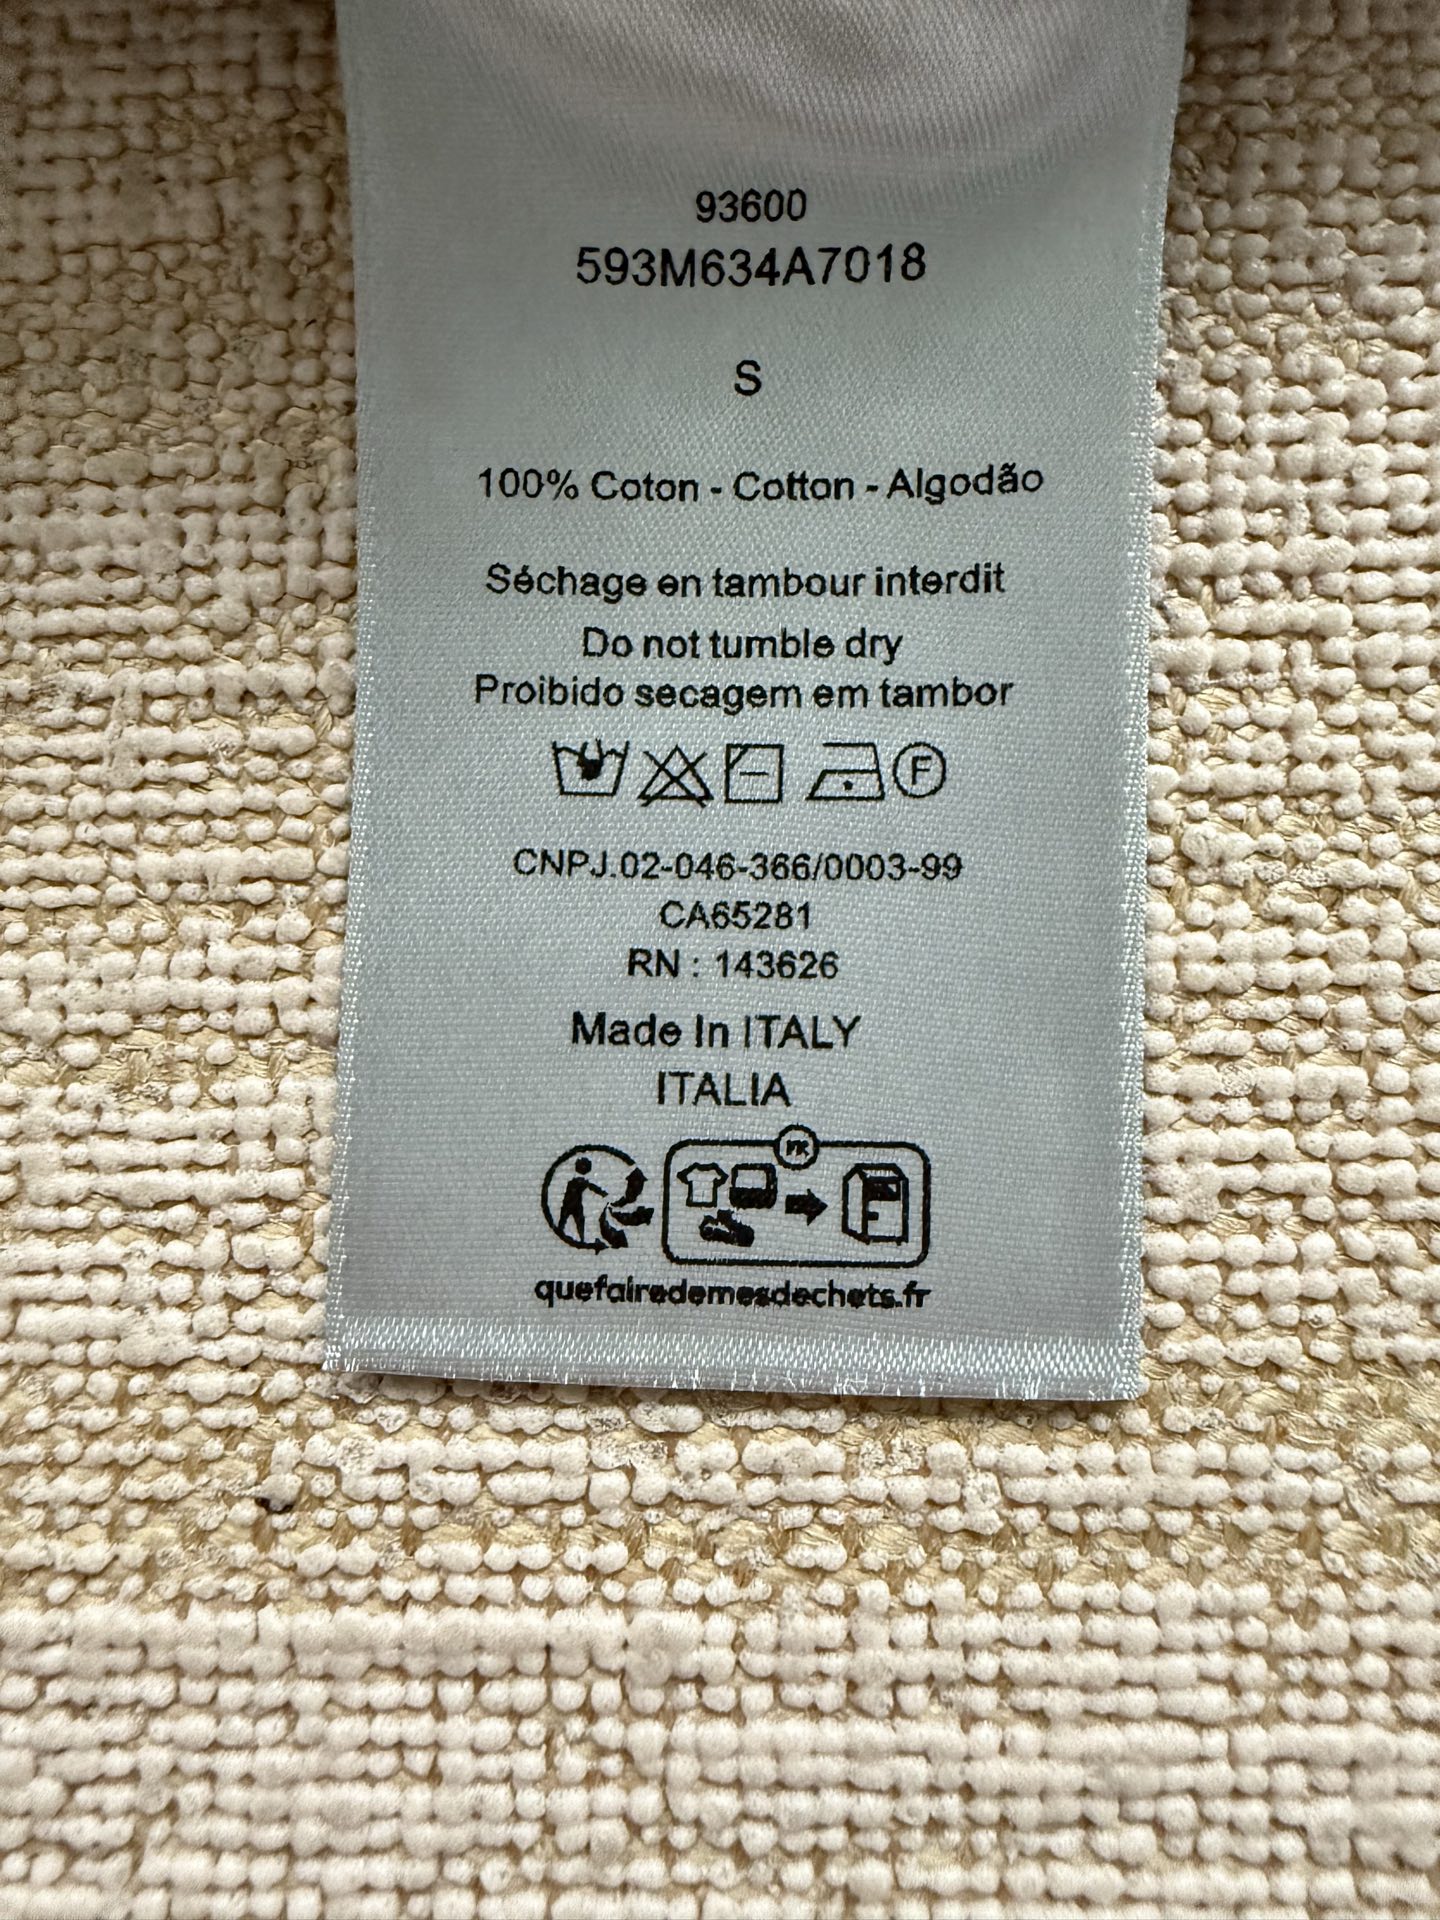 93600
593M634A7018
S
100% Coton - Cotton - Algodão
Séchage en tambour interdit
Do not tumble dry
Proibido secagem em tambor
F
CNPJ.02-046-366/0003-99
CA65281
RN : 143626
Made In ITALY
ITALIA
FR
quefairedemesdechets.fr